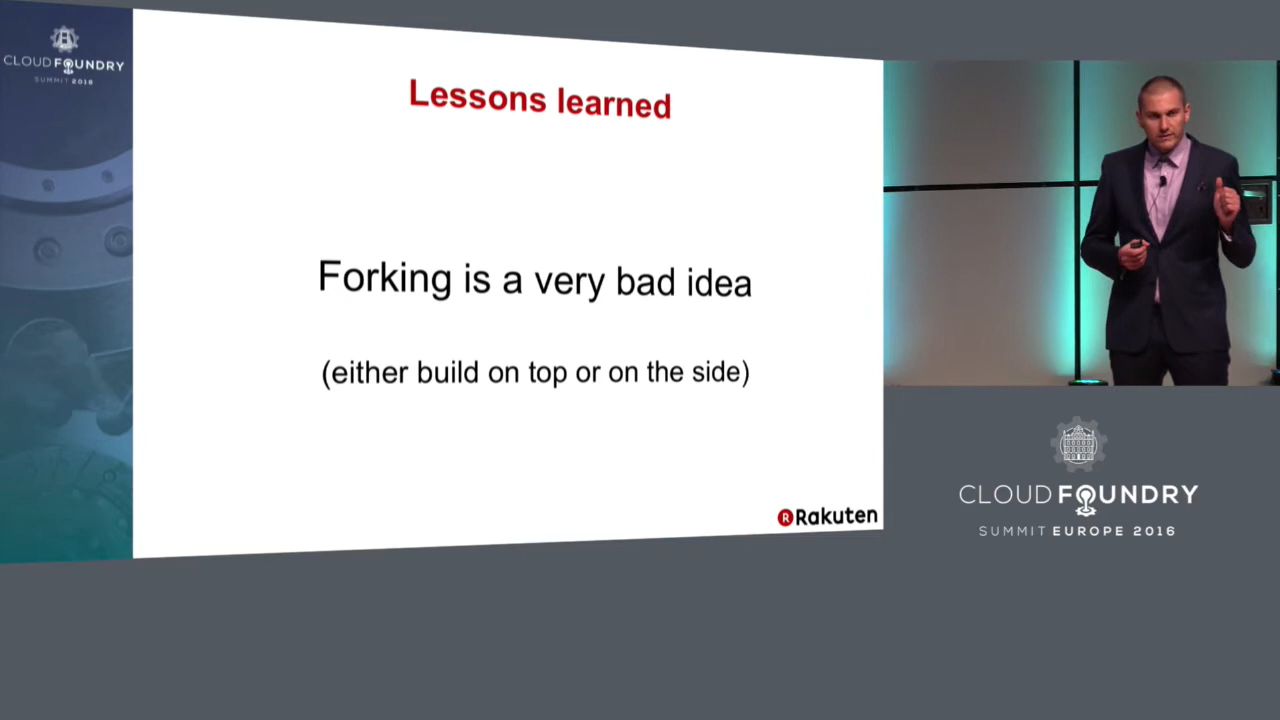 CLOUD FOUNDRY
SUMMIT 2016
Lessons learned
Forking is a very bad idea
(either build on top or on the side)
R Rakuten
CLOUD FOUNDRY
SUMMIT EUROPE 2016